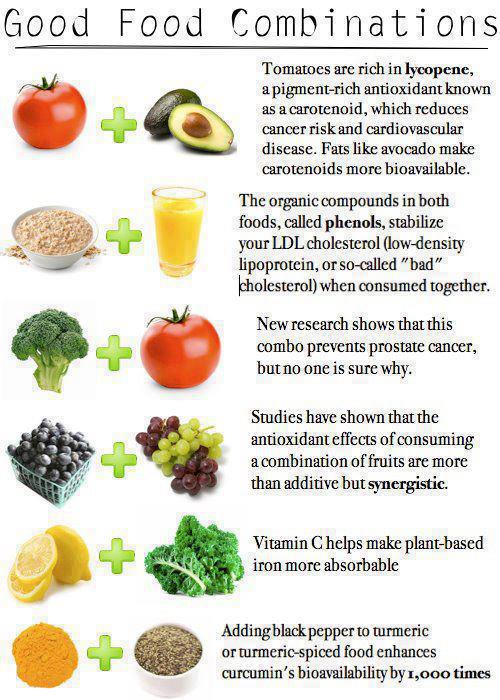 Good Food Combinations
Tomatoes are rich in lycopene,
a pigment-rich antioxidant known
as a carotenoid, which reduces
cancer risk and cardiovascular
disease. Fats like avocado make
carotenoids more bioavailable.
The organic compounds in both
foods, called phenols, stabilize
your LDL cholesterol (low-density
lipoprotein, or so-called "bad"
cholesterol) when consumed together.
New research shows that this
combo prevents prostate cancer,
but no one is sure why.
Studies have shown that the
antioxidant effects of consuming
a combination of fruits are more
than additive but synergistic.
Vitamin C helps make plant-based
iron more absorbable
Adding black pepper to turmeric
or turmeric-spiced food enhances
curcumin's bioavailability by 1,000 times